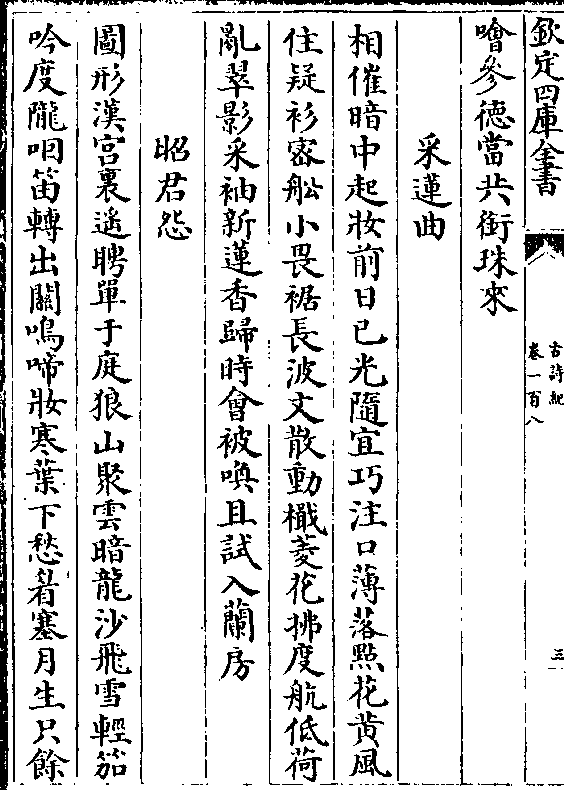 欽定四庫全書
古詩紀
卷一百八
三
噲參德當共銜珠來
采蓮曲
相催暗中起妝前日已光隨宜巧注口薄落點花黄風
住疑衫密船小畏裾長波文散動檝菱花拂度航低荷
亂翠影采袖新蓮香歸時會被喚且試入蘭房
昭君怨
圖形漢宫裏遥聘單于庭狼山聚雲暗龍沙飛雪輕笳
吟度隴咽笛轉出關鳴啼妝寒葉下愁眉塞月生只餘